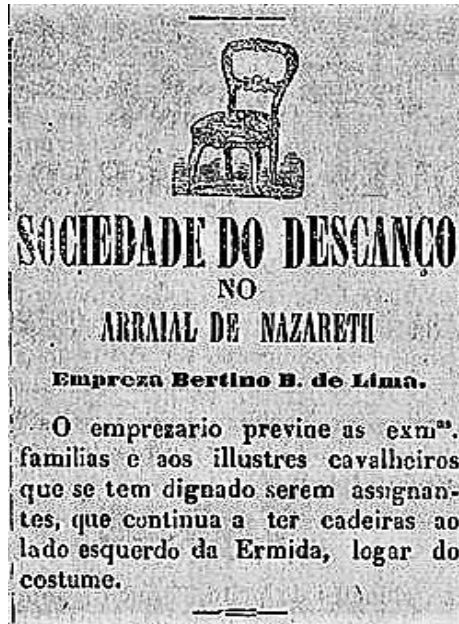 SOCIEDADE DO DESCANÇO
NO
ARRAIAL DE NAZARETH
Empreza Bertino B. de Lima.
O emprezario previne as exmas.
familias e aos illustres cavalheiros
que se tem dignado serem assignan-
tes, que continua a ter cadeiras ao
lado esquerdo da Ermida, logar do
costume.